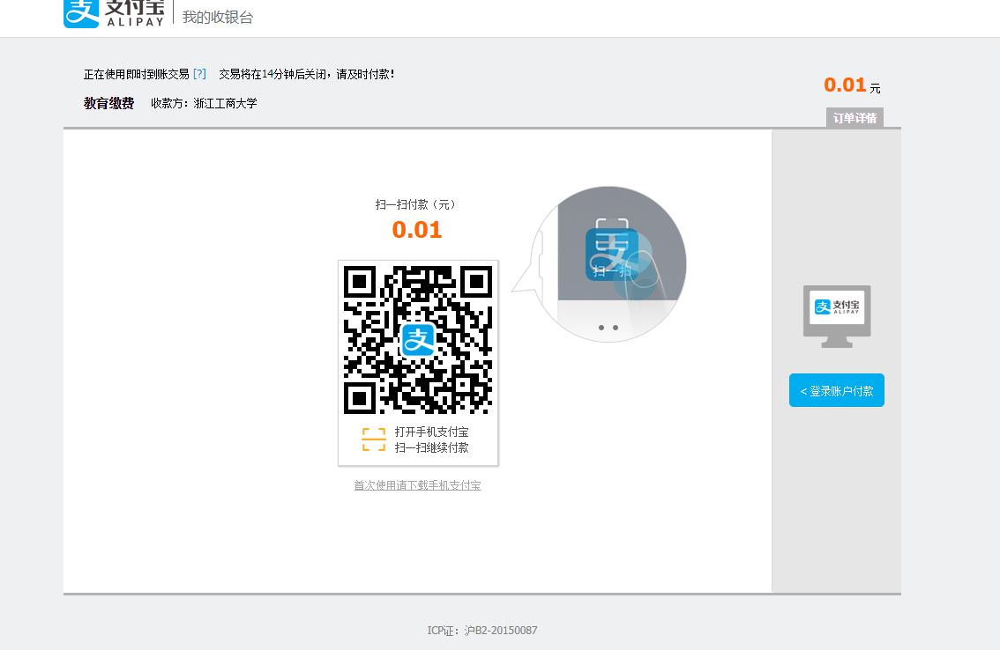 支付宝
ALIPAY
我的收银台
正在使用即时到账交易 [?] 交易将在14分钟后关闭，请及时付款！
0.01 元
教育缴费 收款方：浙江工商大学
订单详情
扫一扫付款（元）
0.01
扫一扫
支付宝
ALIPAY
< 登录账户付款
打开手机支付宝
扫一扫继续付款
首次使用请下载手机支付宝
ICP证：沪B2-20150087